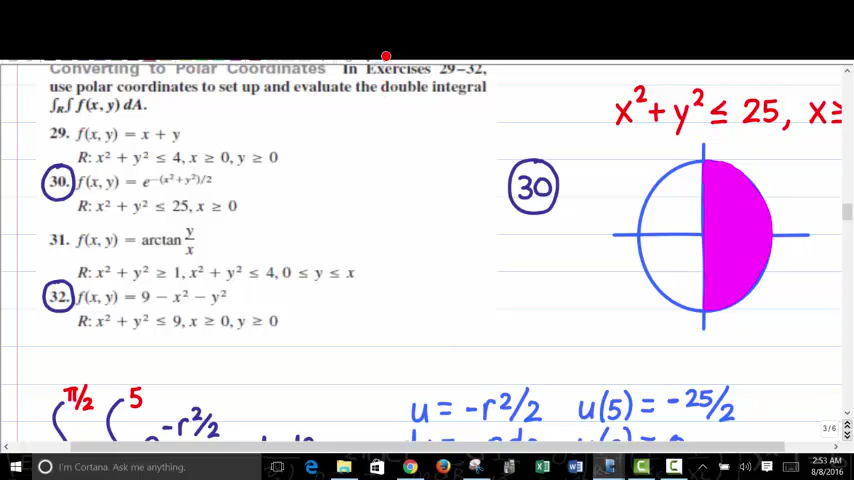 Converting to Polar Coordinates In Exercises 29–32,
use polar coordinates to set up and evaluate the double integral
∫R∫ f(x, y) dA.
29. f(x, y) = x + y
R: x² + y² ≤ 4, x ≥ 0, y ≥ 0
30. f(x, y) = e^−(x²+y²)/2
R: x² + y² ≤ 25, x ≥ 0
31. f(x, y) = arctan y/x
R: x² + y² ≥ 1, x² + y² ≤ 4, 0 ≤ y ≤ x
32. f(x, y) = 9 − x² − y²
R: x² + y² ≤ 9, x ≥ 0, y ≥ 0
x² + y² ≤ 25, x ≥
30
π/2 5
-r²/2
u = -r²/2 u(5) = -25/2
3/6
I'm Cortana. Ask me anything.
2:53 AM
8/8/2016